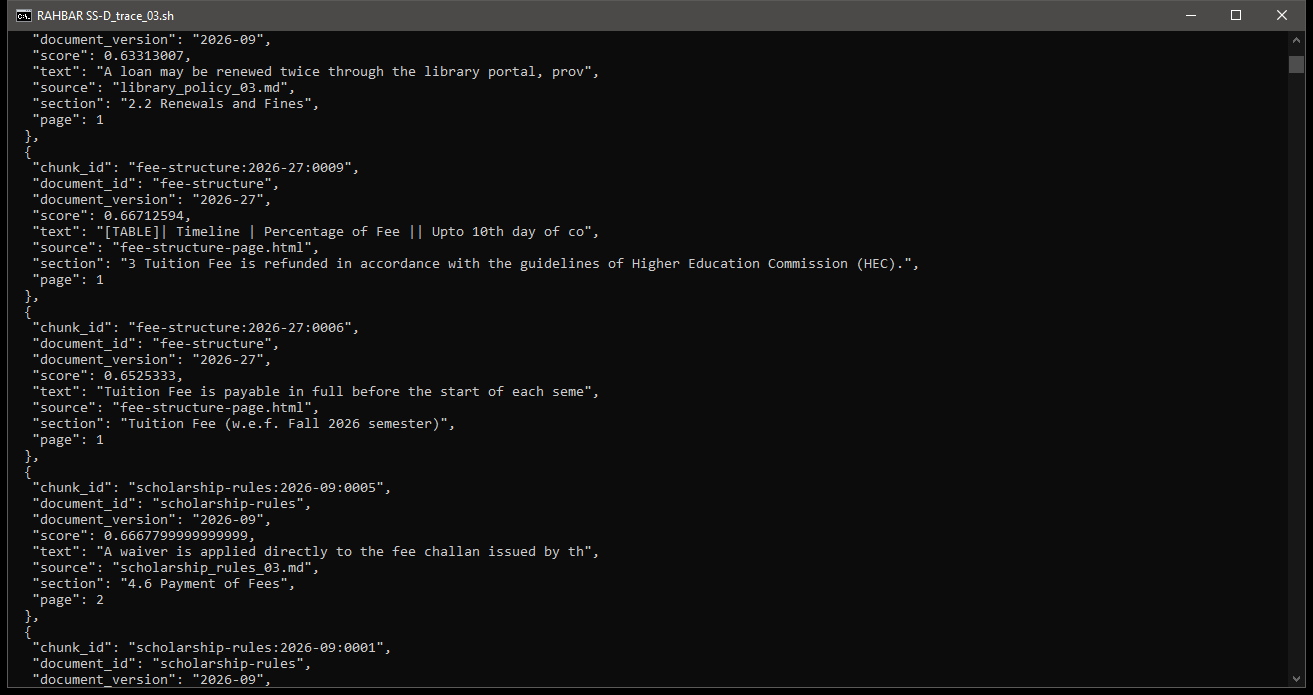 RAHBAR SS-D_trace_03.sh
"document_version": "2026-09",
"score": 0.63313007,
"text": "A loan may be renewed twice through the library portal, prov",
"source": "library_policy_03.md",
"section": "2.2 Renewals and Fines",
"page": 1
},
{
"chunk_id": "fee-structure:2026-27:0009",
"document_id": "fee-structure",
"document_version": "2026-27",
"score": 0.66712594,
"text": "[TABLE]| Timeline | Percentage of Fee || Upto 10th day of co",
"source": "fee-structure-page.html",
"section": "3 Tuition Fee is refunded in accordance with the guidelines of Higher Education Commission (HEC).",
"page": 1
},
{
"chunk_id": "fee-structure:2026-27:0006",
"document_id": "fee-structure",
"document_version": "2026-27",
"score": 0.6525333,
"text": "Tuition Fee is payable in full before the start of each seme",
"source": "fee-structure-page.html",
"section": "Tuition Fee (w.e.f. Fall 2026 semester)",
"page": 1
},
{
"chunk_id": "scholarship-rules:2026-09:0005",
"document_id": "scholarship-rules",
"document_version": "2026-09",
"score": 0.6667799999999999,
"text": "A waiver is applied directly to the fee challan issued by th",
"source": "scholarship_rules_03.md",
"section": "4.6 Payment of Fees",
"page": 2
},
{
"chunk_id": "scholarship-rules:2026-09:0001",
"document_id": "scholarship-rules",
"document_version": "2026-09",